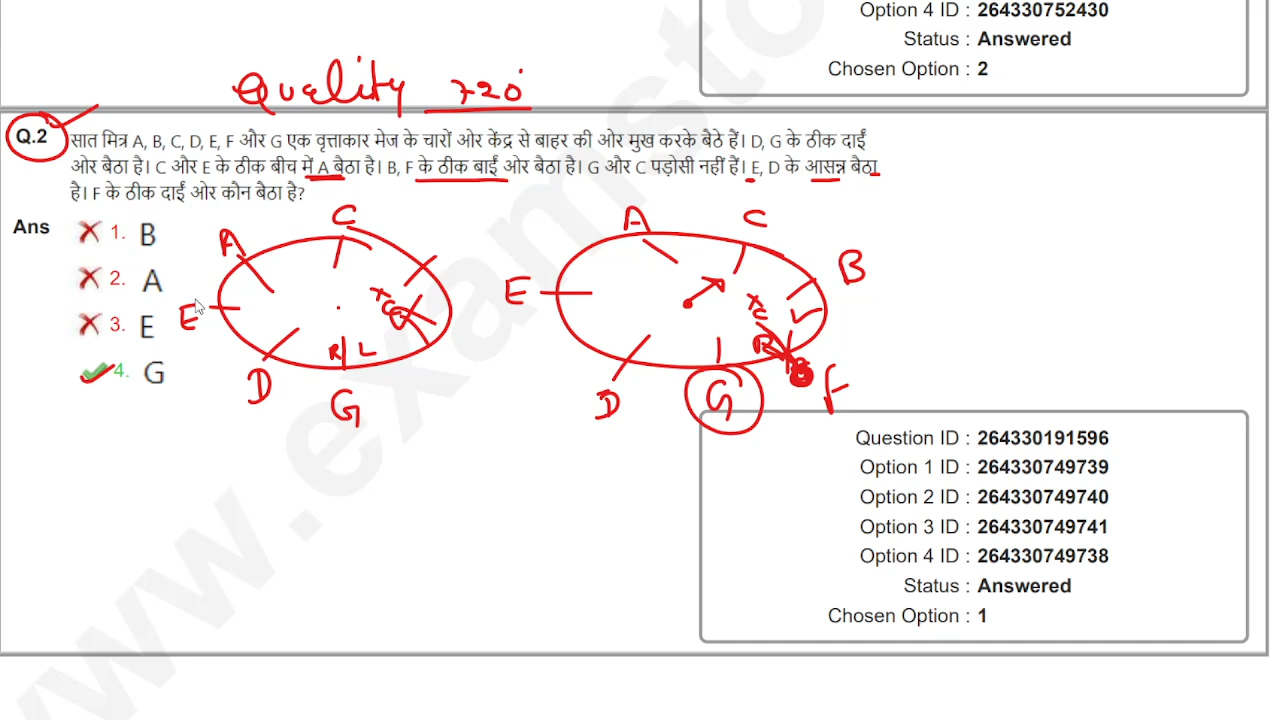 Option 4 ID : 264330752430
Status : Answered
Chosen Option : 2
Quality 720
Q.2 सात मित्र A, B, C, D, E, F और G एक वृत्ताकार मेज के चारों ओर केंद्र से बाहर की ओर मुख करके बैठे हैं। D, G के ठीक दाईं
ओर बैठा है। C और E के ठीक बीच में A बैठा है। B, F के ठीक बाईं ओर बैठा है। G और C पड़ोसी नहीं हैं। E, D के आसन्न बैठा
है। F के ठीक दाईं ओर कौन बैठा है?
Ans 1. B
2. A
3. E
4. G
C
A
E
D
R L
G
A
C
B
E
D
G
F
Question ID : 264330191596
Option 1 ID : 264330749739
Option 2 ID : 264330749740
Option 3 ID : 264330749741
Option 4 ID : 264330749738
Status : Answered
Chosen Option : 1